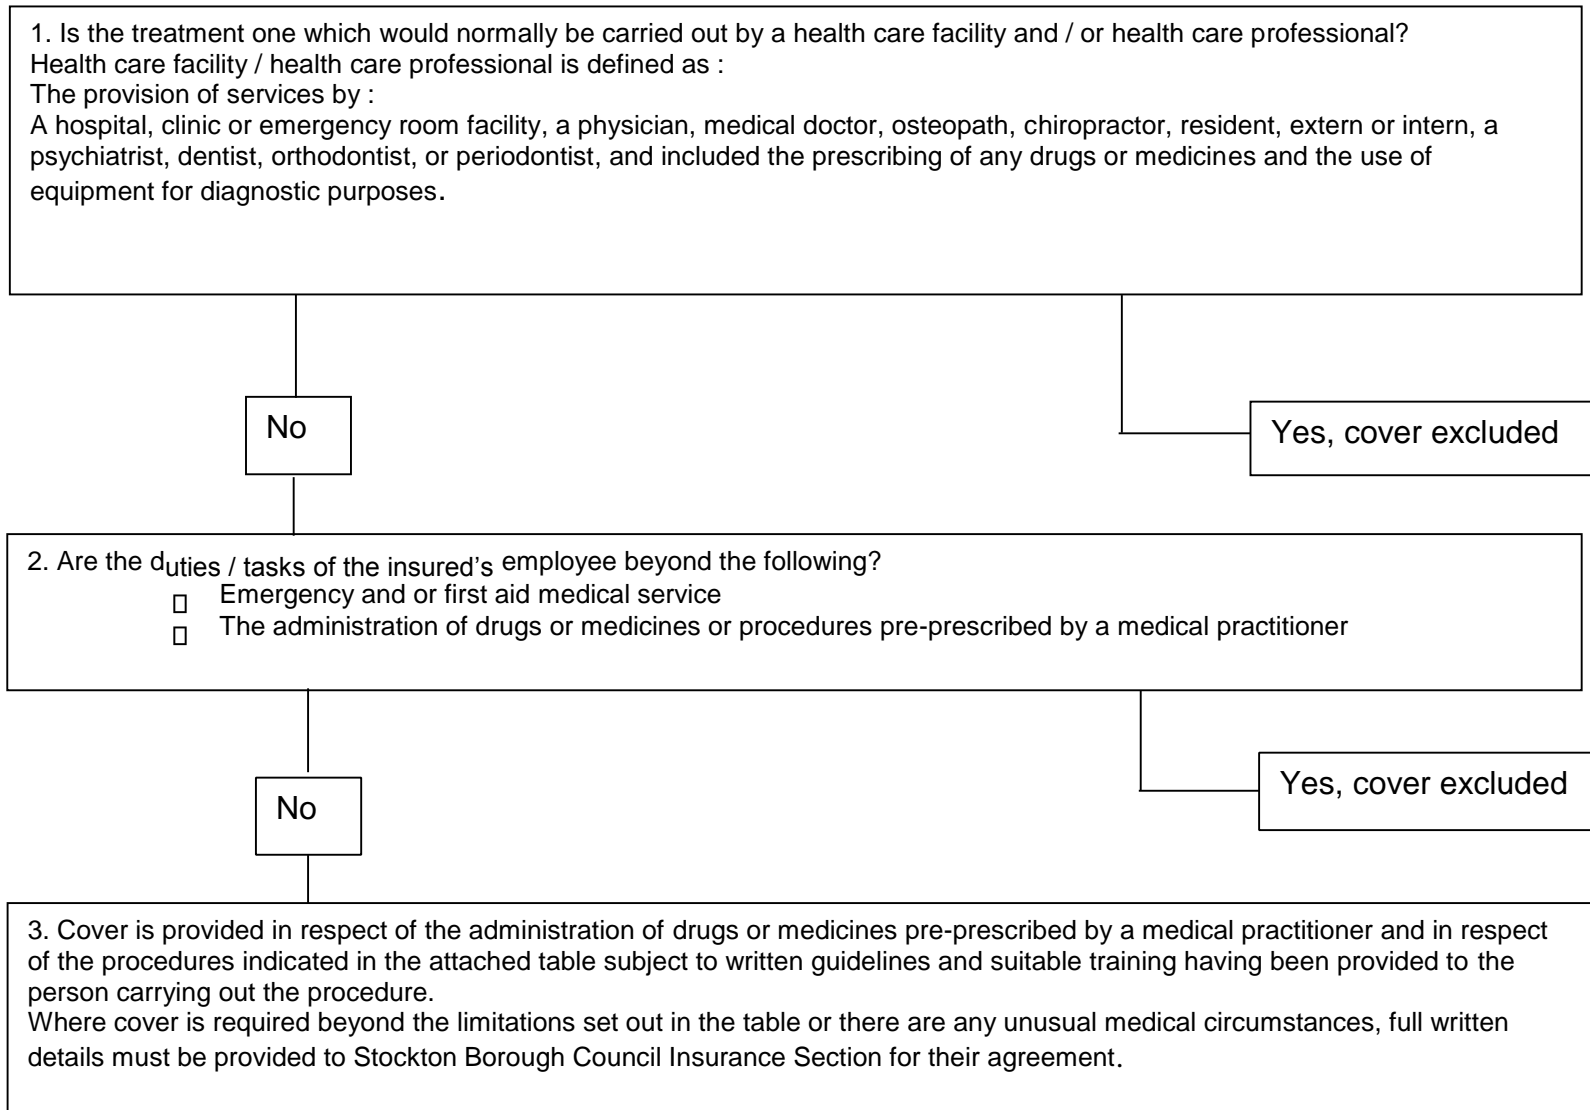 1. Is the treatment one which would normally be carried out by a health care facility and / or health care professional?
Health care facility / health care professional is defined as :
The provision of services by :
A hospital, clinic or emergency room facility, a physician, medical doctor, osteopath, chiropractor, resident, extern or intern, a
psychiatrist, dentist, orthodontist, or periodontist, and included the prescribing of any drugs or medicines and the use of
equipment for diagnostic purposes.
No
Yes, cover excluded
2. Are the duties / tasks of the insured's employee beyond the following?
Emergency and or first aid medical service
The administration of drugs or medicines or procedures pre-prescribed by a medical practitioner
No
Yes, cover excluded
3. Cover is provided in respect of the administration of drugs or medicines pre-prescribed by a medical practitioner and in respect
of the procedures indicated in the attached table subject to written guidelines and suitable training having been provided to the
person carrying out the procedure.
Where cover is required beyond the limitations set out in the table or there are any unusual medical circumstances, full written
details must be provided to Stockton Borough Council Insurance Section for their agreement.